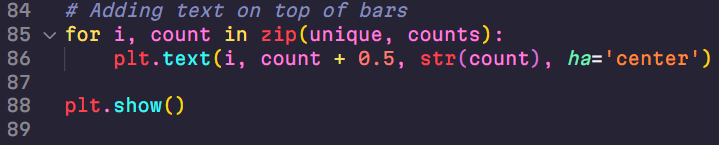 84 # Adding text on top of bars
85 for i, count in zip(unique, counts):
86     plt.text(i, count + 0.5, str(count), ha='center')
87
88 plt.show()
89